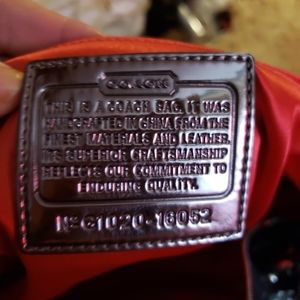 COACH
THIS IS A COACH BAG. IT WAS
HANDCRAFTED IN CHINA FROM THE
FINEST MATERIALS AND LEATHER.
ITS SUPERIOR CRAFTSMANSHIP
REFLECTS OUR COMMITMENT TO
ENDURING QUALITY.
Nº G1020-16052